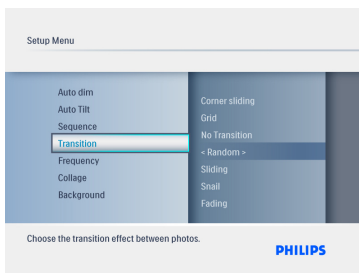 Setup Menu
Auto dim
Auto Tilt
Sequence
Transition
Frequency
Collage
Background
Corner sliding
Grid
No Transition
< Random >
Sliding
Snail
Fading
Choose the transition effect between photos.
PHILIPS